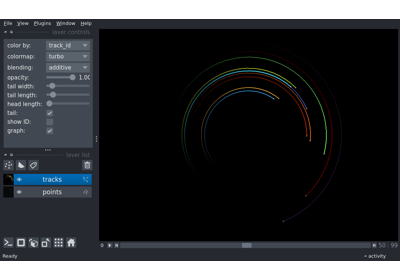 File View Plugins Window Help
layer controls
color by: track_id
colormap: turbo
blending: additive
opacity: 1.00
tail width:
tail length:
head length:
tail:
show ID:
graph:
layer list
tracks
points
0 50 99
Ready activity